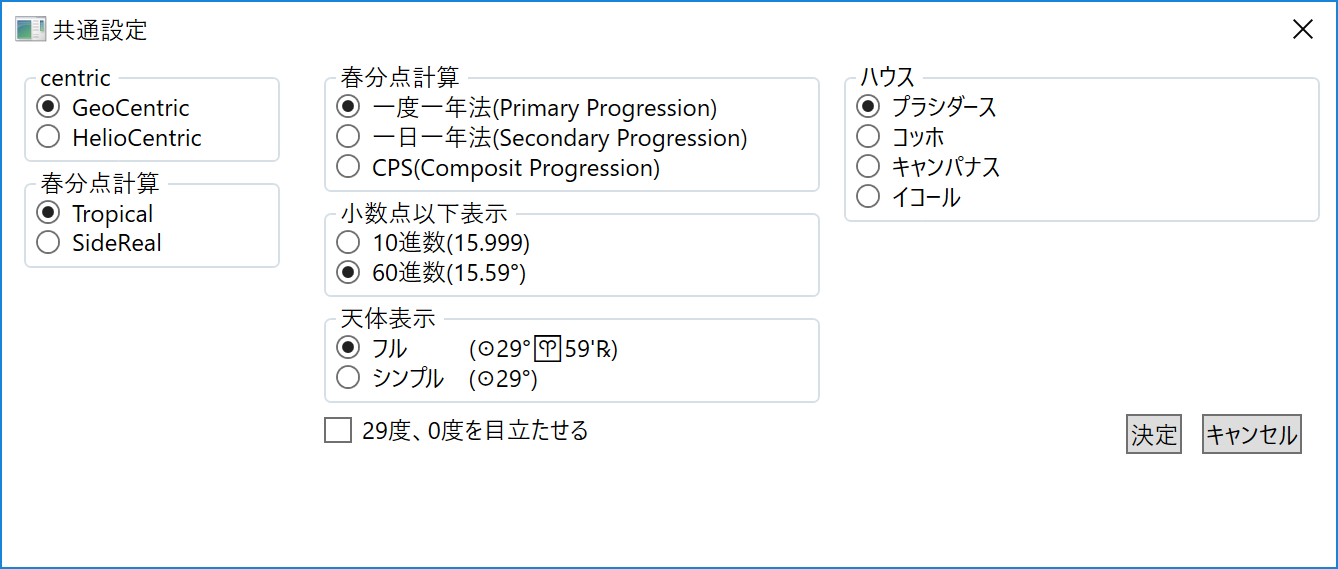 共通設定
centric
GeoCentric
HelioCentric
春分点計算
Tropical
SideReal
春分点計算
一度一年法(Primary Progression)
一日一年法(Secondary Progression)
CPS(Composit Progression)
小数点以下表示
10進数(15.999)
60進数(15.59°)
天体表示
フル (⊙29°♈59'℞)
シンプル (⊙29°)
29度、0度を目立たせる
ハウス
プラシダース
コッホ
キャンパナス
イコール
決定 キャンセル